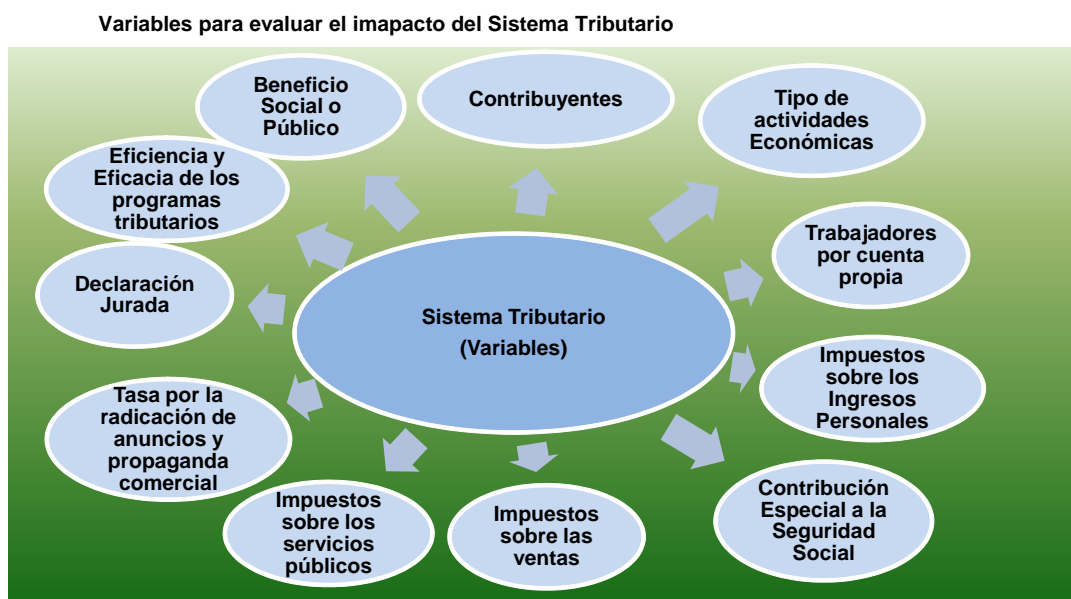 Variables para evaluar el imapacto del Sistema Tributario
Beneficio
Social o
Público
Contribuyentes
Tipo de
actividades
Económicas
Eficiencia y
Eficacia de los
programas
tributarios
Trabajadores
por cuenta
propia
Declaración
Jurada
Sistema Tributario
(Variables)
Impuestos
sobre los
Ingresos
Personales
Tasa por la
radicación de
anuncios y
propaganda
comercial
Impuestos
sobre los
servicios
públicos
Impuestos
sobre las
ventas
Contribución
Especial a la
Seguridad
Social